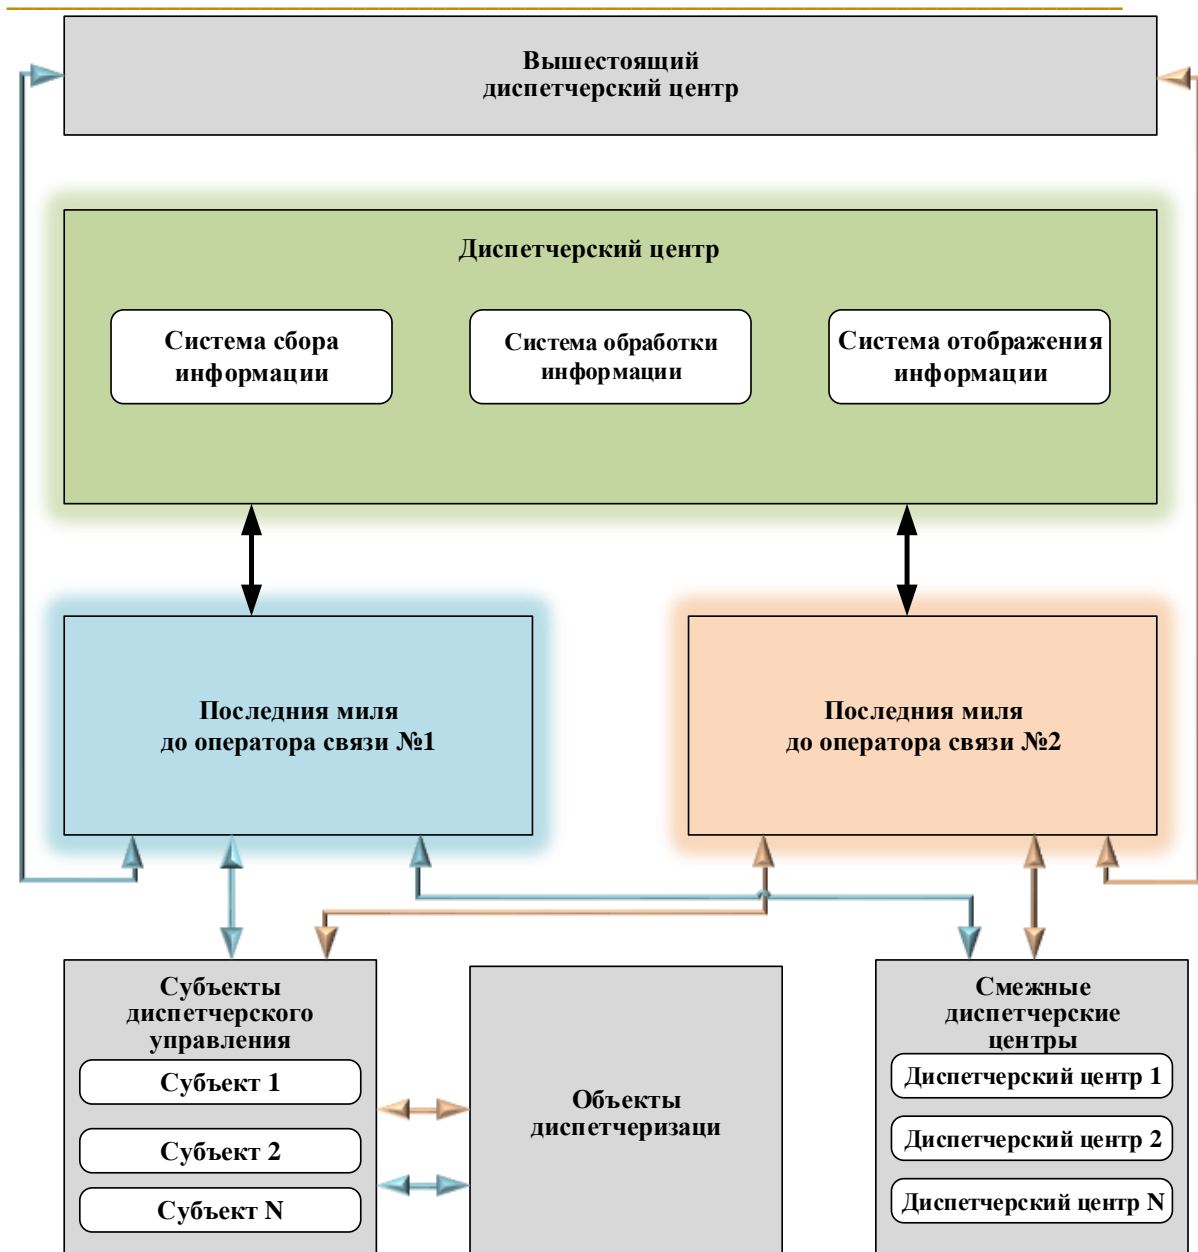 Вышестоящий
диспетчерский центр
Диспетчерский центр
Система сбора
информации
Система обработки
информации
Система отображения
информации
Последния миля
до оператора связи №1
Последния миля
до оператора связи №2
Субъекты
диспетчерского
управления
Субъект 1
Субъект 2
Субъект N
Объекты
диспетчеризаци
Смежные
диспетчерские
центры
Диспетчерский центр 1
Диспетчерский центр 2
Диспетчерский центр N